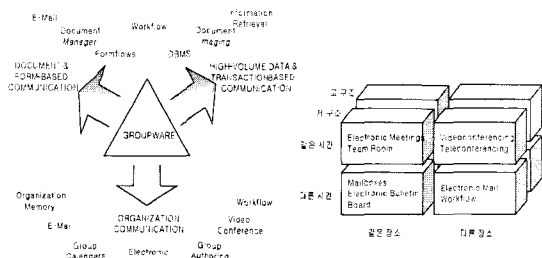 E-Mail
Workflow
Information
Retrieval
Document
Manager
Document
Imaging
Formflows
DBMS
DOCUMENT &
FORM-BASED
COMMUNICATION
HIGH-VOLUME DATA &
TRANSACTIONBASED
COMMUNICATION
GROUPWARE
Organization
Memory
Workflow
E-Mail
ORGANIZATION
COMMUNICATION
Video
Conference
Group
Calendars
Electronic
Group
Authoring
고 구조
저 구조
같은 시간
Electronic Meetings
Team Room
Videoconferencing
Teleconferencing
다른 시간
Mailboxes
Electronic Bulletin
Board
Electronic Mail
Workflow
같은 장소
다른 장소